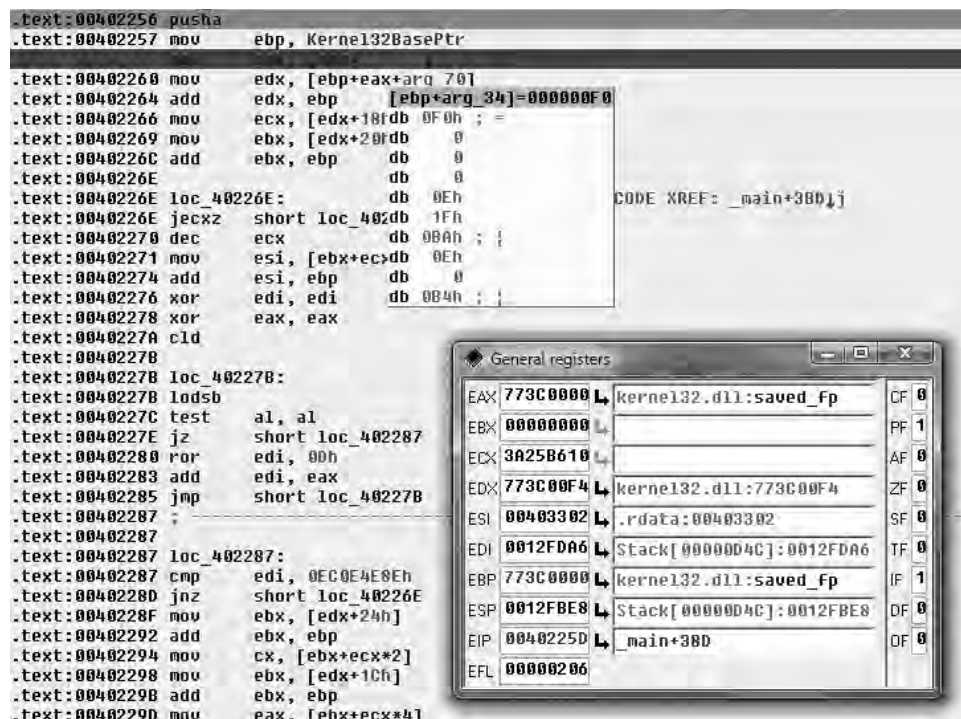 .text:00402256 pusha
.text:00402257 mov ebp, Kernel32BasePtr
.text:00402260 mov edx, [ebp+eax+arg_70]
.text:00402264 add edx, ebp
.text:00402266 mov ecx, [edx+18h
.text:00402269 mov ebx, [edx+20h
.text:0040226C add ebx, ebp
.text:0040226E
.text:0040226E loc_40226E: CODE XREF: _main+3BD↓j
.text:0040226E jecxz short loc_402
.text:00402270 dec ecx
.text:00402271 mov esi, [ebx+ec
.text:00402274 add esi, ebp
.text:00402276 xor edi, edi
.text:00402278 xor eax, eax
.text:0040227A cld
.text:0040227B
.text:0040227B loc_40227B:
.text:0040227B lodsb
.text:0040227C test al, al
.text:0040227E jz short loc_402287
.text:00402280 ror edi, 0Dh
.text:00402283 add edi, eax
.text:00402285 jmp short loc_40227B
.text:00402287 ;
.text:00402287
.text:00402287 loc_402287:
.text:00402287 cmp edi, 0EC0E4E8Eh
.text:0040228D jnz short loc_40226E
.text:0040228F mov ebx, [edx+24h]
.text:00402292 add ebx, ebp
.text:00402294 mov cx, [ebx+ecx*2]
.text:00402298 mov ebx, [edx+1Ch]
.text:0040229B add ebx, ebp
.text:0040229D mov eax, [ebx+ecx*4]
[ebp+arg_34]=000000F0
db 0F0h ; =
db 0
db 0
db 0
db 0Eh
db 1Fh
db 0BAh ; ¦
db 0Eh
db 0
db 0B4h ; ¦
General registers
EAX 773C0000 kernel32.dll:saved_fp CF 0
EBX 00000000 PF 1
ECX 3A25B610 AF 0
EDX 773C00F4 kernel32.dll:773C00F4 ZF 0
ESI 00403302 .rdata:00403302 SF 0
EDI 0012FDA6 Stack[00000D4C]:0012FDA6 TF 0
EBP 773C0000 kernel32.dll:saved_fp IF 1
ESP 0012FBE8 Stack[00000D4C]:0012FBE8 DF 0
EIP 0040225D _main+38D OF 0
EFL 00000206